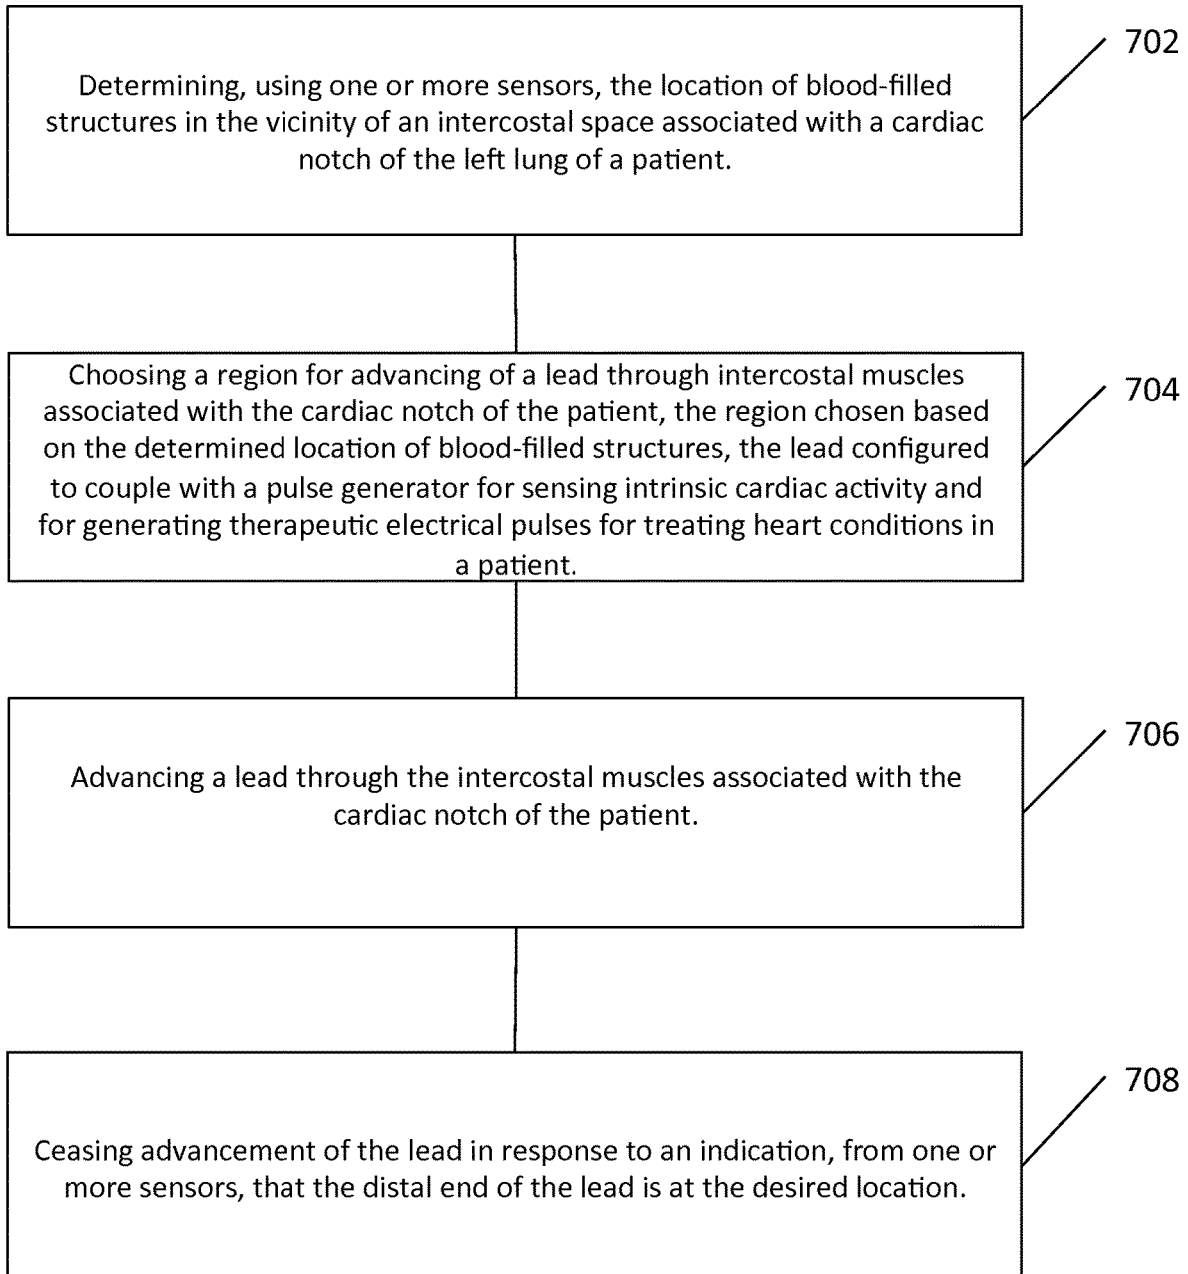 Determining, using one or more sensors, the location of blood-filled
structures in the vicinity of an intercostal space associated with a cardiac
notch of the left lung of a patient.
702
Choosing a region for advancing of a lead through intercostal muscles
associated with the cardiac notch of the patient, the region chosen based
on the determined location of blood-filled structures, the lead configured
to couple with a pulse generator for sensing intrinsic cardiac activity and
for generating therapeutic electrical pulses for treating heart conditions in
a patient.
704
Advancing a lead through the intercostal muscles associated with the
cardiac notch of the patient.
706
Ceasing advancement of the lead in response to an indication, from one or
more sensors, that the distal end of the lead is at the desired location.
708